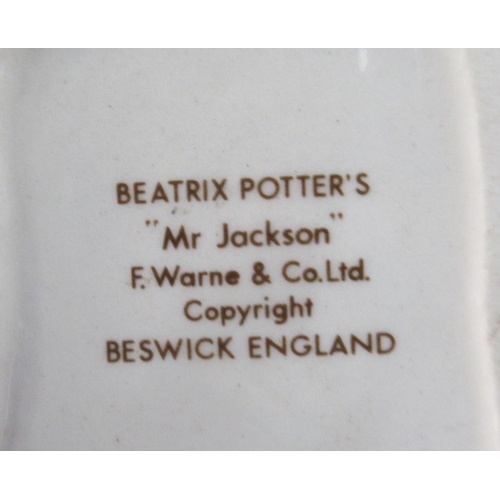 BEATRIX POTTER'S
"Mr Jackson"
F. Warne & Co. Ltd.
Copyright
BESWICK ENGLAND